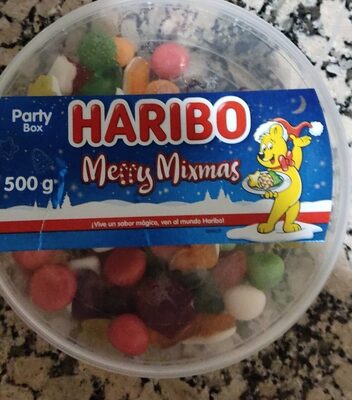 Party
Box
HARIBO
Merry Mixmas
500 g
¡Vive un sabor mágico, ven al mundo Haribo!